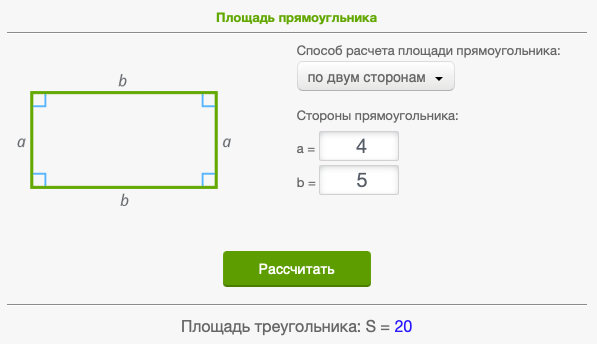 Площадь прямоугльника
Способ расчета площади прямоугольника:
по двум сторонам
Стороны прямоугольника:
a = 4
b = 5
b
a
a
b
Рассчитать
Площадь треугольника: S = 20